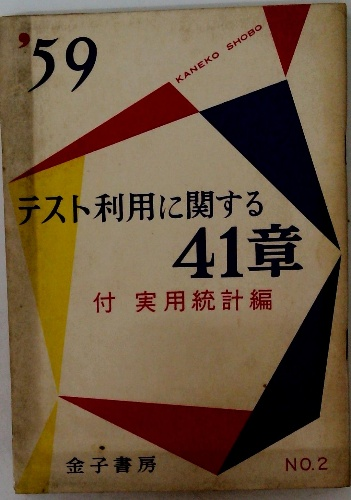 '59
KANEKO SHOBO
テスト利用に関する
41章
付 実用統計編
金子書房
NO.2